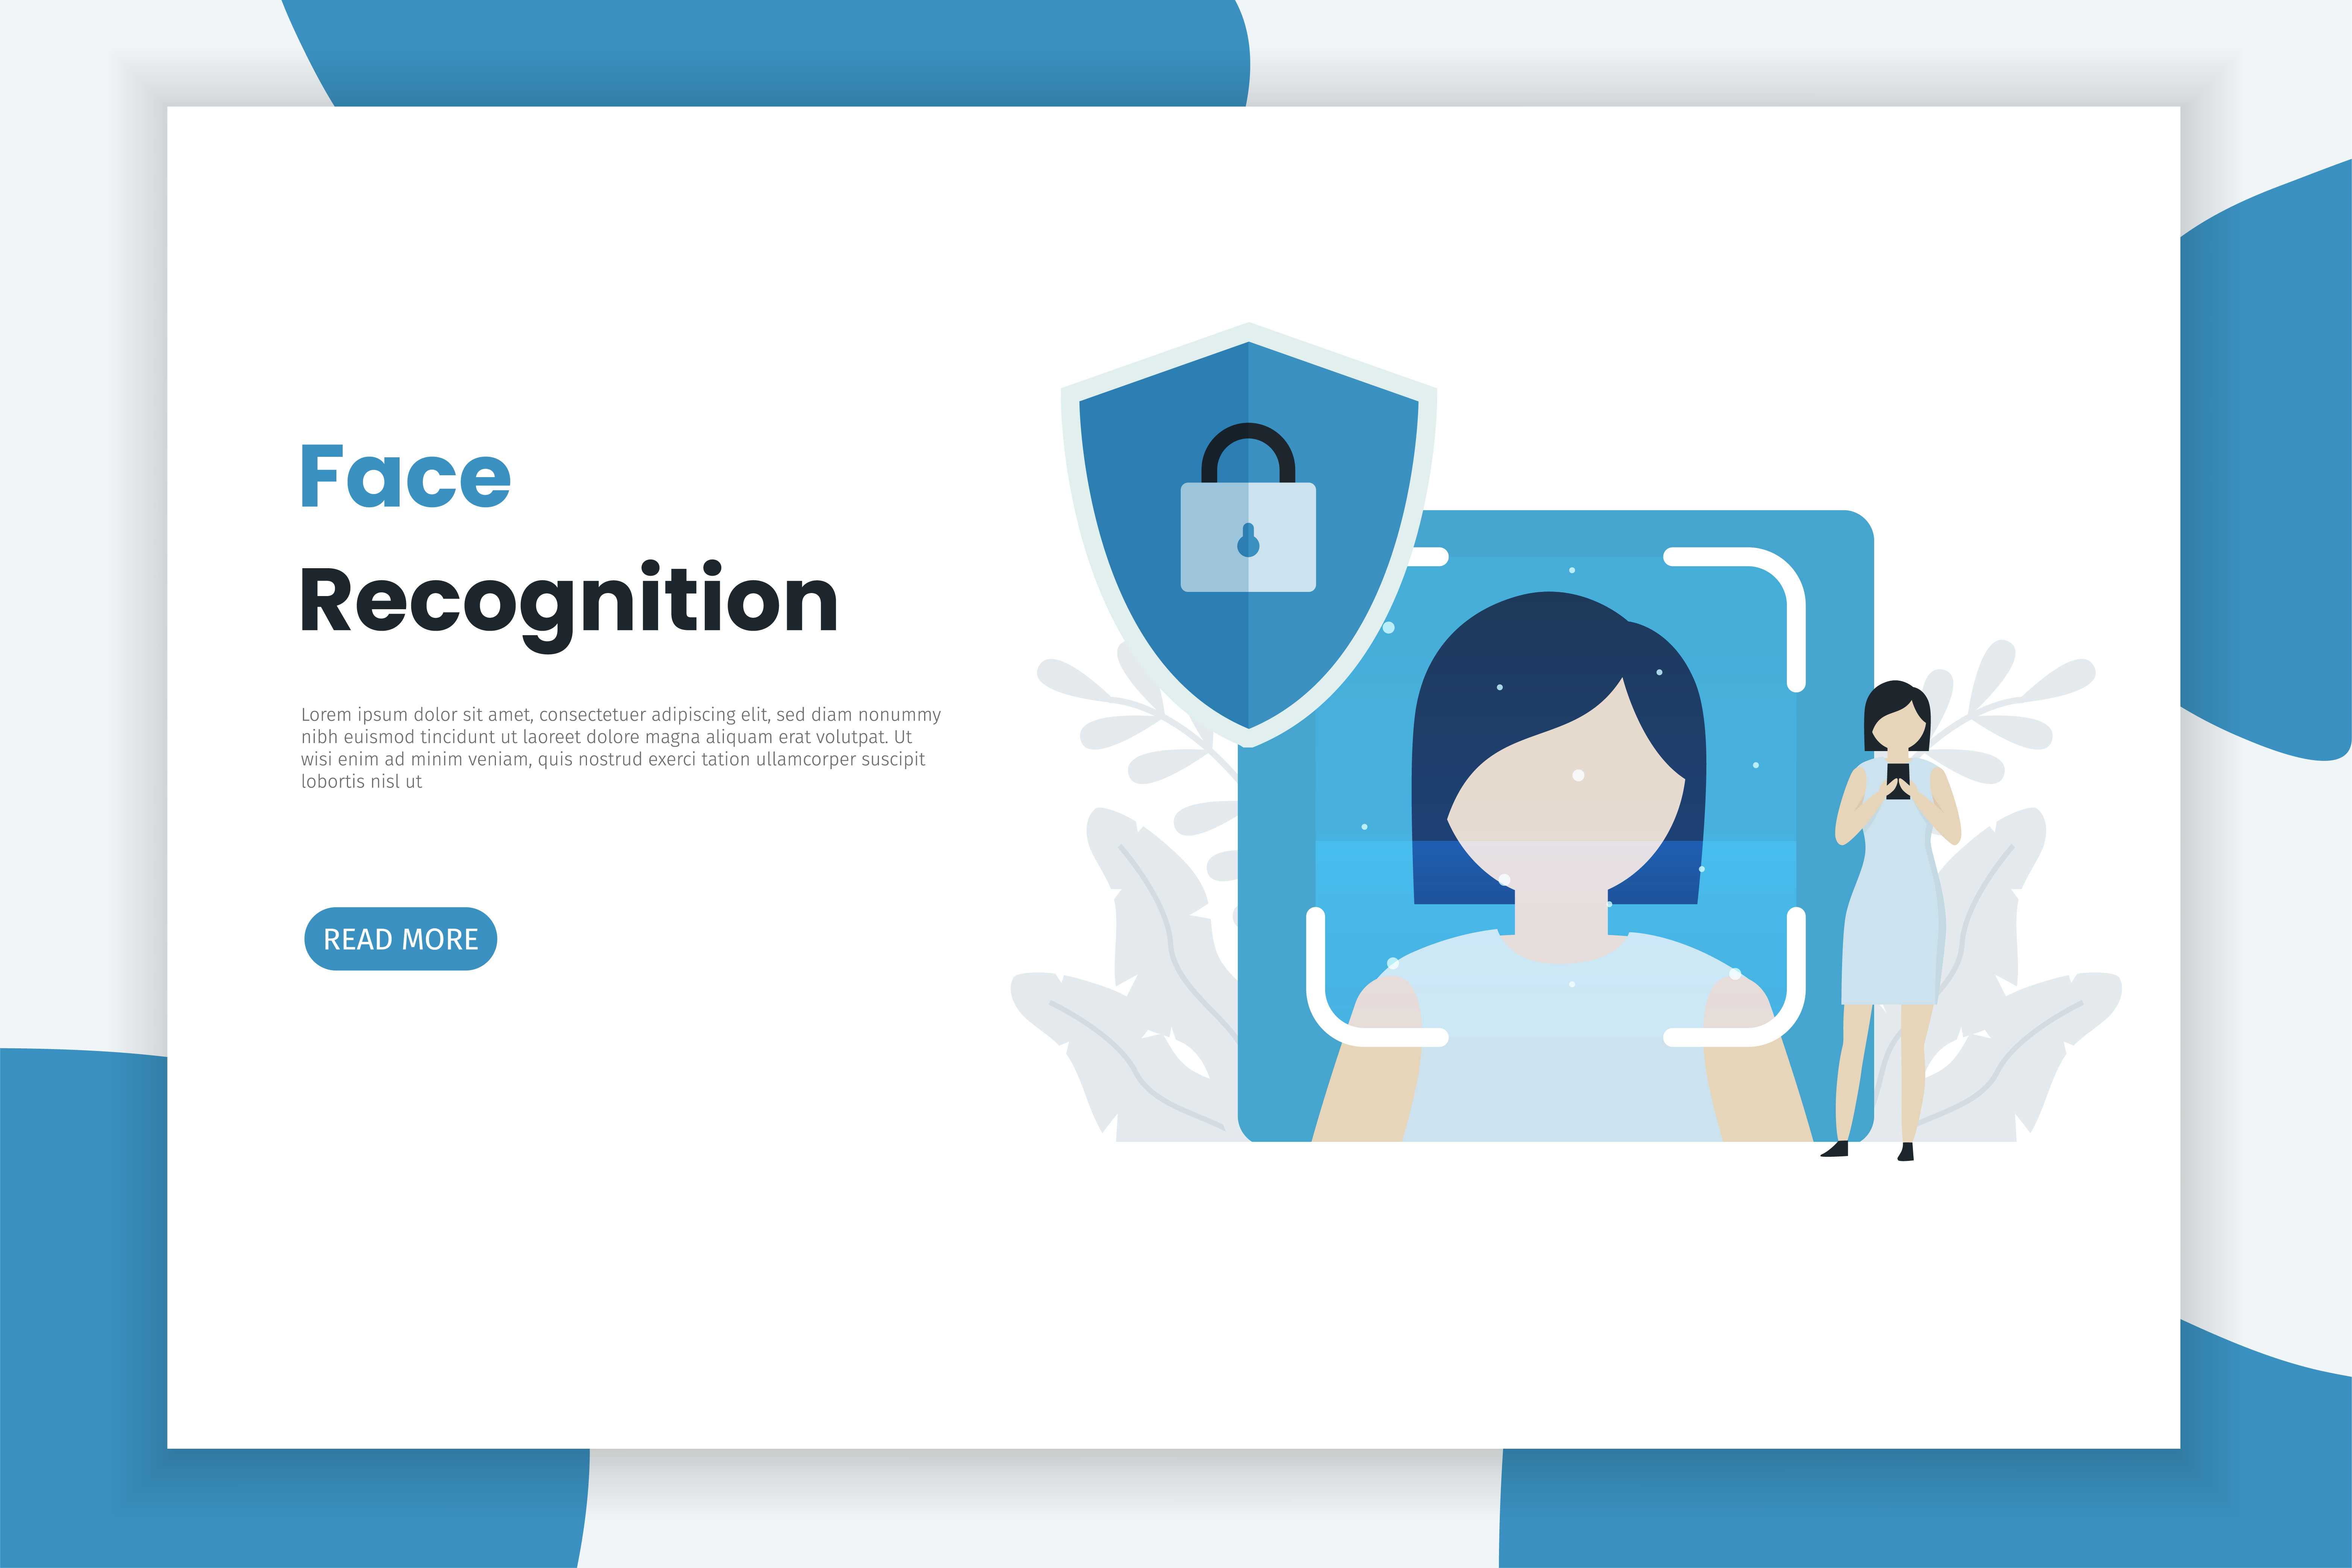 Face
Recognition
Lorem ipsum dolor sit amet, consectetuer adipiscing elit, sed diam nonummy
nibh euismod tincidunt ut laoreet dolore magna aliquam erat volutpat. Ut
wisi enim ad minim veniam, quis nostrud exerci tation ullamcorper suscipit
lobortis nisl ut
READ MORE